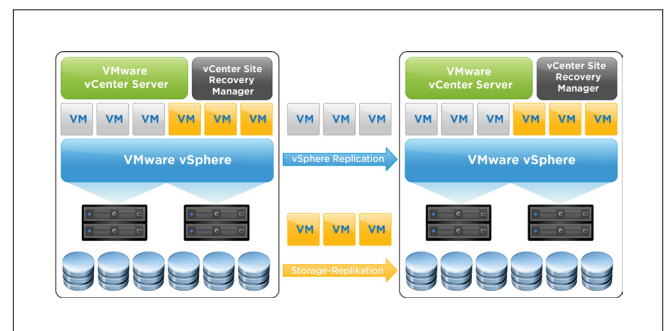 VMware
vCenter Server
vCenter Site
Recovery
Manager
VM VM VM VM VM VM
VMware vSphere
VM VM VM
vSphere Replication
VM VM VM
Storage-Replikation
VMware
vCenter Server
vCenter Site
Recovery
Manager
VM VM VM VM VM VM
VMware vSphere